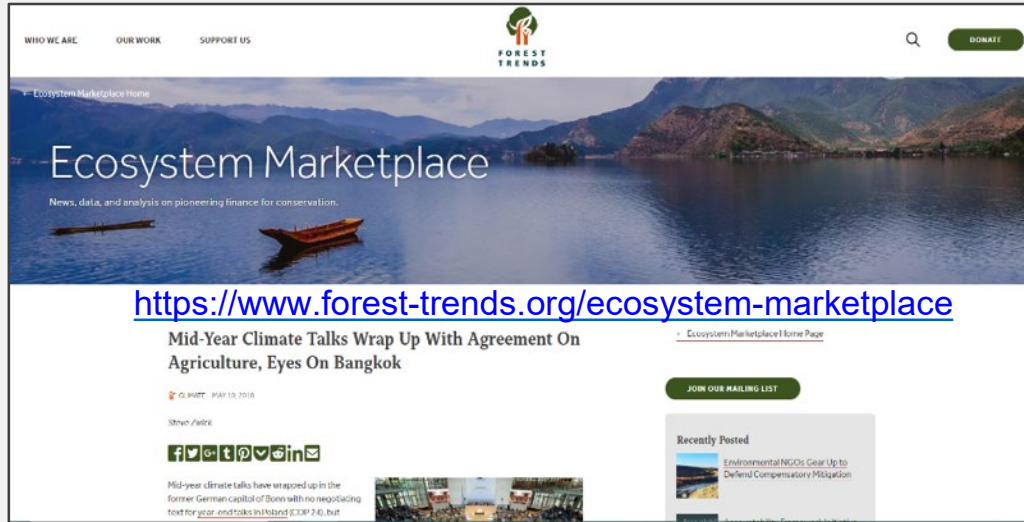 WHO WE ARE
OUR WORK
SUPPORT US
FOREST
TRENDS
DONATE
← Ecosystem Marketplace Home
Ecosystem Marketplace
News, data, and analysis on pioneering finance for conservation.
https://www.forest-trends.org/ecosystem-marketplace
Mid-Year Climate Talks Wrap Up With Agreement On
Agriculture, Eyes On Bangkok
Ecosystem Marketplace Home Page
CLIMATE MAY 10, 2018
JOIN OUR MAILING LIST
Steve Zwick
Recently Posted
Environmental NGOs Gear Up to
Defend Compensatory Mitigation
Mid-year climate talks have wrapped up in the
former German capitol of Bonn with no negotiating
text for year-end talks in Poland (COP 24), but